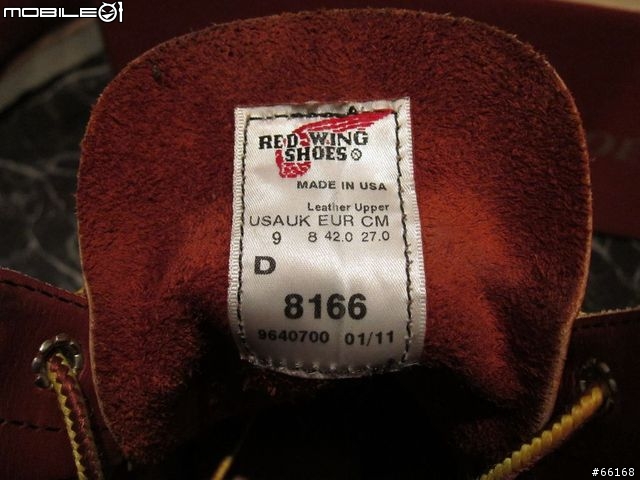 MOBILE01
RED WING
SHOES®
MADE IN USA
Leather Upper
USA UK EUR CM
9 8 42.0 27.0
D
8166
9640700 01/11
#66168